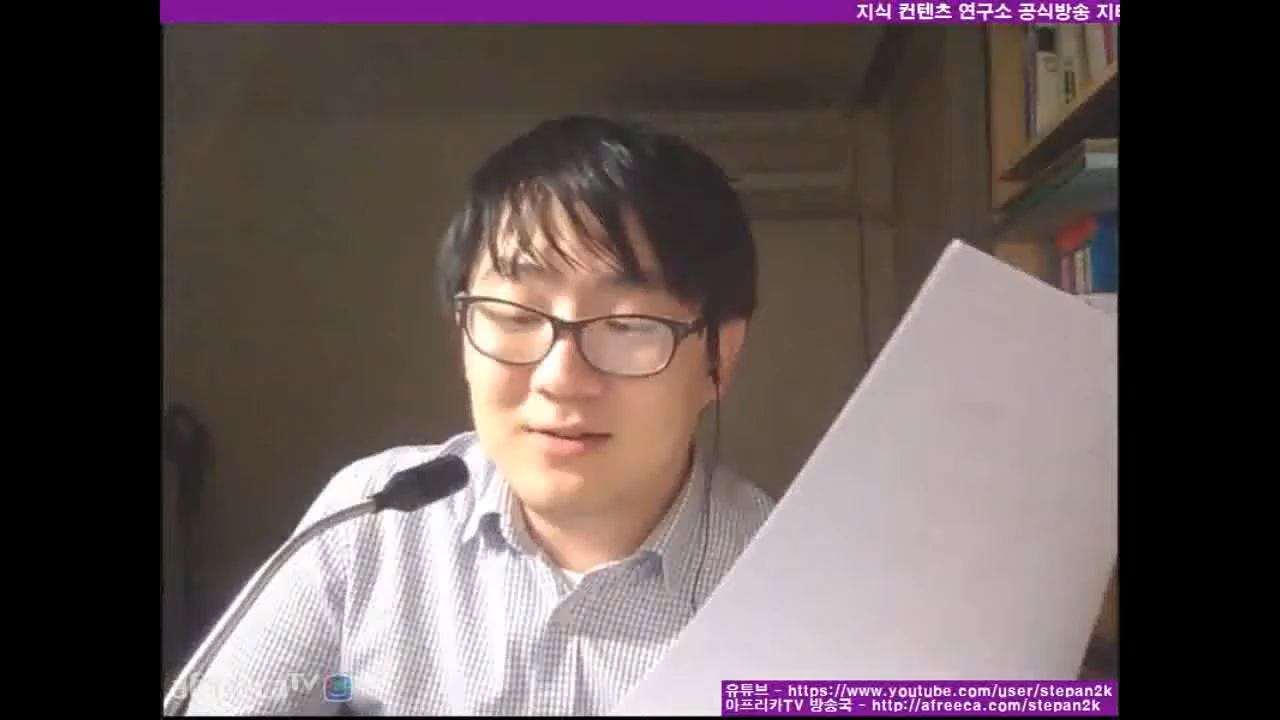 지식 컨텐츠 연구소 공식방송
유튜브 - https://www.youtube.com/user/stepan2k
아프리카TV 방송국 - http://afreeca.com/stepan2k
afreecaTV